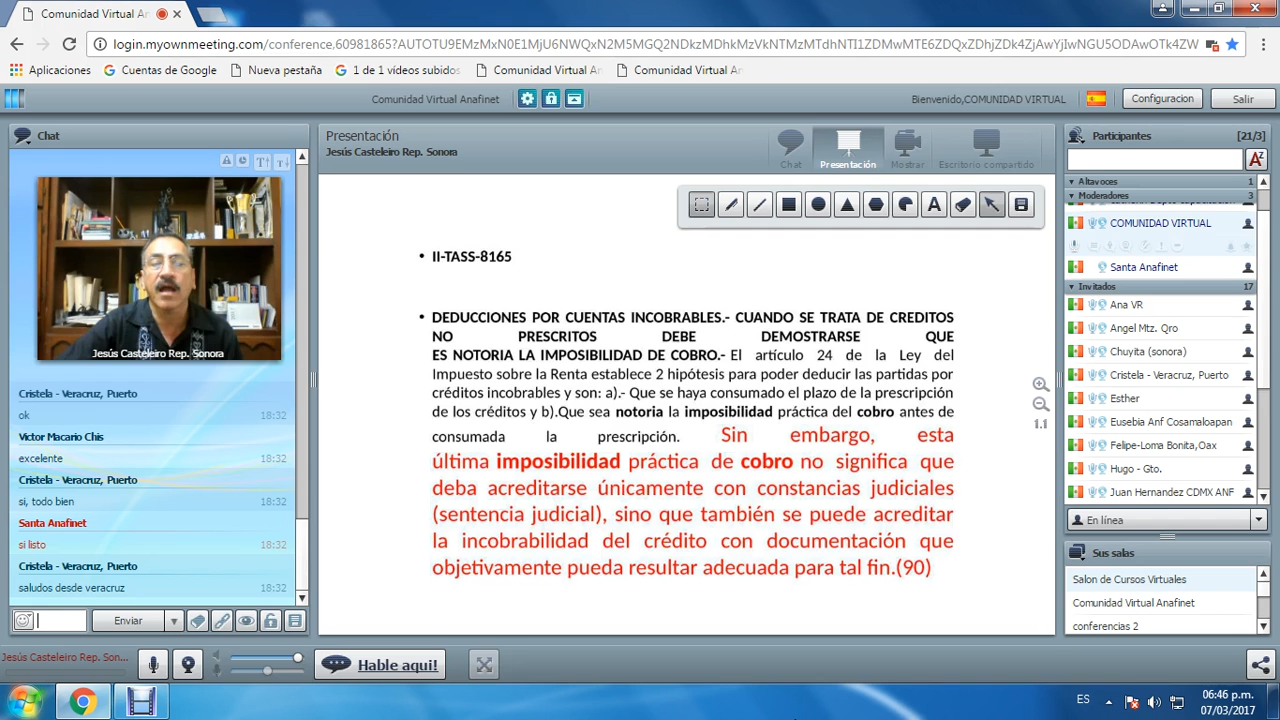 Comunidad Virtual Anafin
login.myownmeeting.com/conference,60981865?AUTOTU9EMzMxN0E1MjU6NWQxN2M5MGQ2NDkzMDhkMzVkNTMzMTdhNTI1ZDMwMTE6ZDQxZDhjZDk4ZjAwYjIwNGU5ODAwOTk4ZW
Aplicaciones
Cuentas de Google
Nueva pestaña
1 de 1 vídeos subidos
Comunidad Virtual An
Comunidad Virtual An
Comunidad Virtual Anafinet
Bienvenido,COMUNIDAD VIRTUAL
Configuracion
Salir
Chat
Jesús Casteleiro Rep. Sonora
Cristela - Veracruz, Puerto
ok 18:32
Victor Macario Chis
excelente 18:32
Cristela - Veracruz, Puerto
si, todo bien 18:32
Santa Anafinet
si listo 18:32
Cristela - Veracruz, Puerto
saludos desde veracruz 18:32
Enviar
Presentación
Jesús Casteleiro Rep. Sonora
Chat
Presentación
Mostrar
Escritorio compartido
• II-TASS-8165
• DEDUCCIONES POR CUENTAS INCOBRABLES.- CUANDO SE TRATA DE CREDITOS
NO PRESCRITOS DEBE DEMOSTRARSE QUE
ES NOTORIA LA IMPOSIBILIDAD DE COBRO.- El artículo 24 de la Ley del
Impuesto sobre la Renta establece 2 hipótesis para poder deducir las partidas por
créditos incobrables y son: a).- Que se haya consumado el plazo de la prescripción
de los créditos y b).Que sea notoria la imposibilidad práctica del cobro antes de
consumada la prescripción. Sin embargo, esta
última imposibilidad práctica de cobro no significa que
deba acreditarse únicamente con constancias judiciales
(sentencia judicial), sino que también se puede acreditar
la incobrabilidad del crédito con documentación que
objetivamente pueda resultar adecuada para tal fin.(90)
1.1
Participantes [21/3]
Altavoces 1
Moderadores 3
COMUNIDAD VIRTUAL
Santa Anafinet
Invitados 17
Ana VR
Angel Mtz. Qro
Chuyita (sonora)
Cristela - Veracruz, Puerto
Esther
Eusebia Anf Cosamaloapan
Felipe-Loma Bonita,Oax
Hugo - Gto.
Juan Hernandez CDMX ANF
En línea
Sus salas
Salon de Cursos Virtuales
Comunidad Virtual Anafinet
conferencias 2
Jesús Casteleiro Rep. Son...
Hable aqui!
ES
06:46 p.m.
07/03/2017